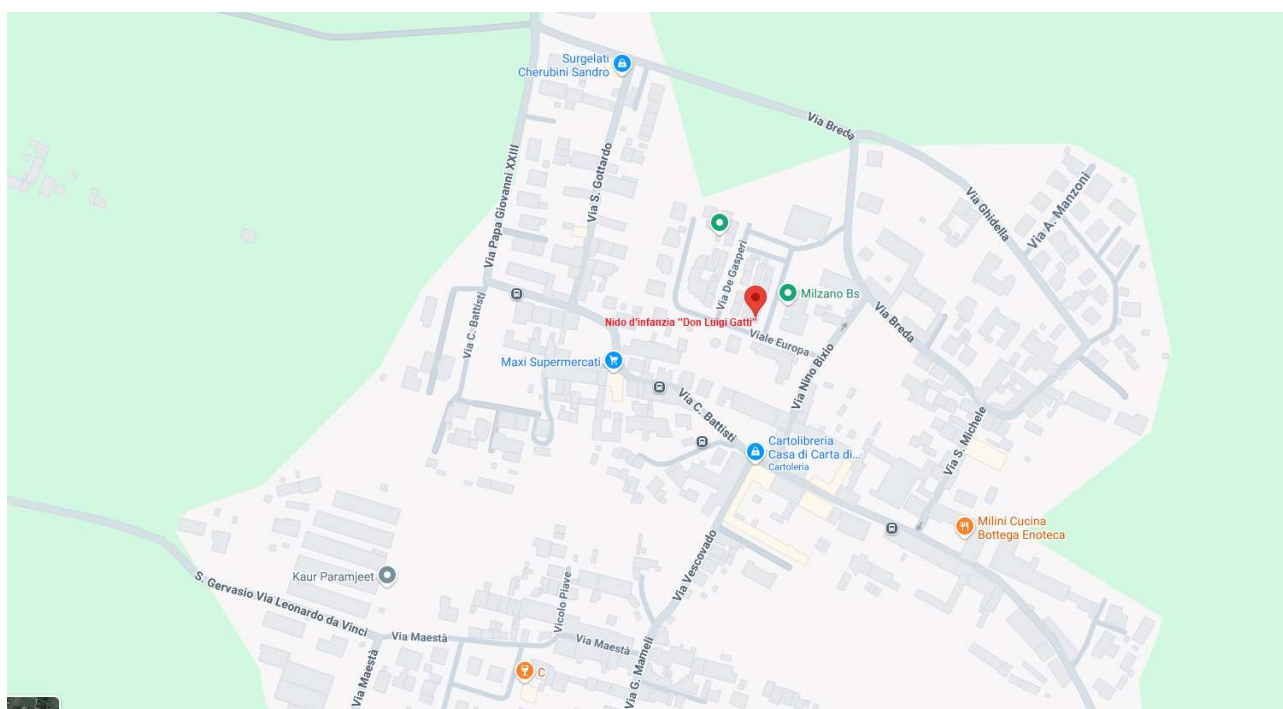 Surgelati
Cherubini Sandro
Via Breda
Via Papa Giovanni XXIII
Via S. Gottardo
Via Ghidella
Via A. Manzoni
Via De Gasperi
Milzano Bs
Via C. Battisti
Nido d'infanzia "Don Luigi Gatti"
Viale Europa
Via Breda
Maxi Supermercati
Via Nino Bixio
Via C. Battisti
Via S. Michele
Cartolibreria
Casa di Carta di...
Cartoleria
Milini Cucina
Bottega Enoteca
Via Vescovado
Kaur Paramjeet
S. Gervasio Via Leonardo da Vinci
Vicolo Piave
Via Maestà
Via Maestà
Via Maestà
Via G. Mameli
C